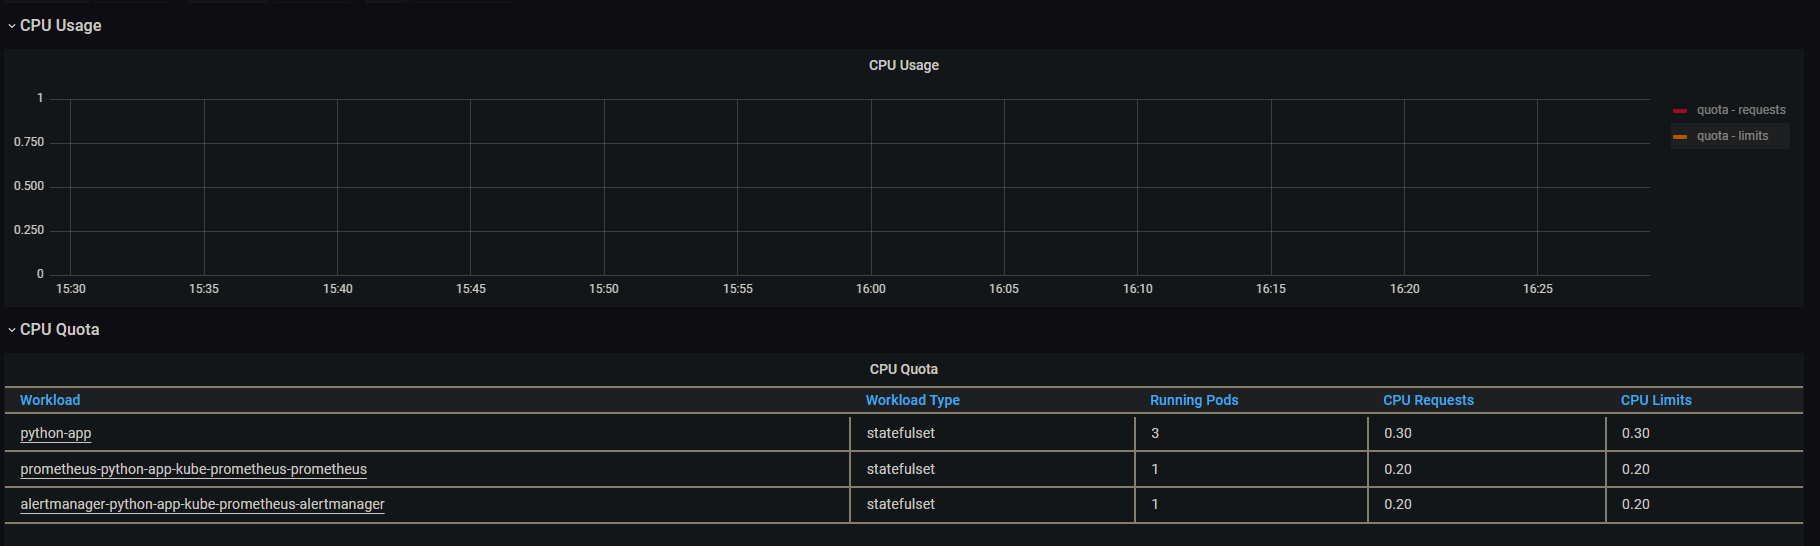 CPU Usage
CPU Usage
1
0.750
0.500
0.250
0
15:30 15:35 15:40 15:45 15:50 15:55 16:00 16:05 16:10 16:15 16:20 16:25
quota - requests
quota - limits
CPU Quota
CPU Quota
Workload Workload Type Running Pods CPU Requests CPU Limits
python-app statefulset 3 0.30 0.30
prometheus-python-app-kube-prometheus-prometheus statefulset 1 0.20 0.20
alertmanager-python-app-kube-prometheus-alertmanager statefulset 1 0.20 0.20